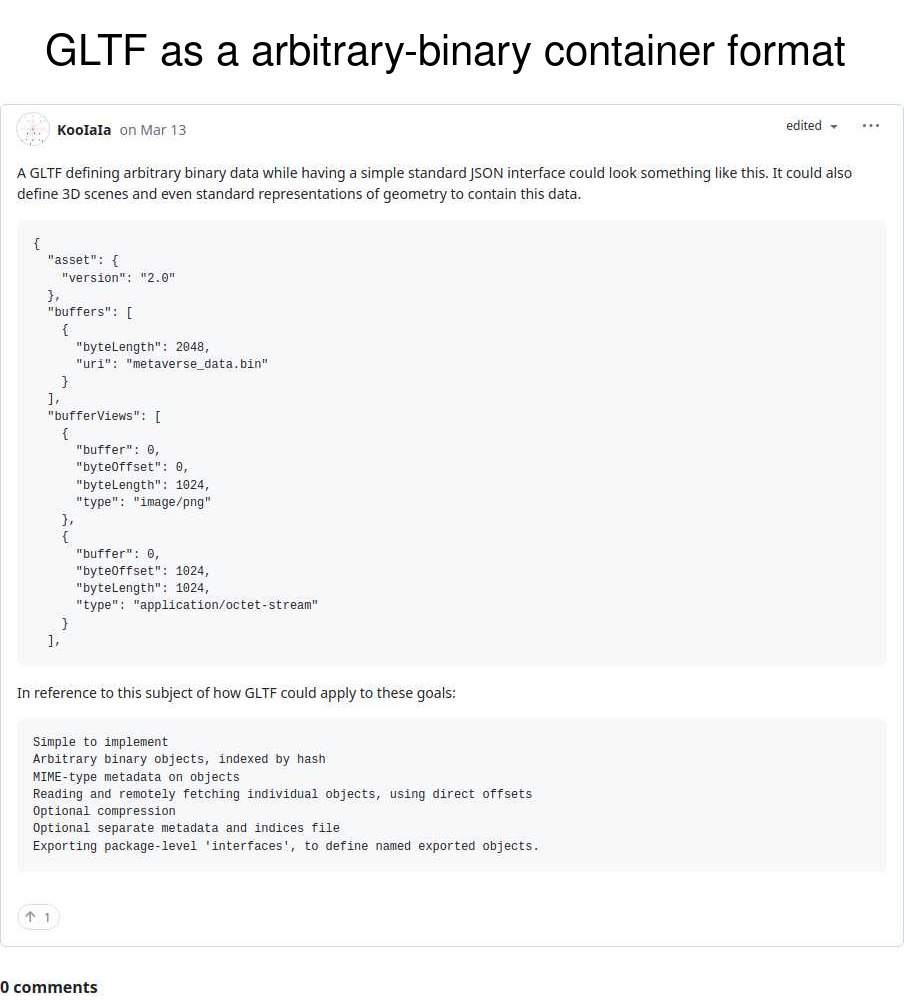 GLTF as a arbitrary-binary container format
KooIaIa on Mar 13
edited
A GLTF defining arbitrary binary data while having a simple standard JSON interface could look something like this. It could also
define 3D scenes and even standard representations of geometry to contain this data.
{
  "asset": {
    "version": "2.0"
  },
  "buffers": [
    {
      "byteLength": 2048,
      "uri": "metaverse_data.bin"
    }
  ],
  "bufferViews": [
    {
      "buffer": 0,
      "byteOffset": 0,
      "byteLength": 1024,
      "type": "image/png"
    },
    {
      "buffer": 0,
      "byteOffset": 1024,
      "byteLength": 1024,
      "type": "application/octet-stream"
    }
  ],
In reference to this subject of how GLTF could apply to these goals:
Simple to implement
Arbitrary binary objects, indexed by hash
MIME-type metadata on objects
Reading and remotely fetching individual objects, using direct offsets
Optional compression
Optional separate metadata and indices file
Exporting package-level 'interfaces', to define named exported objects.
↑ 1
0 comments